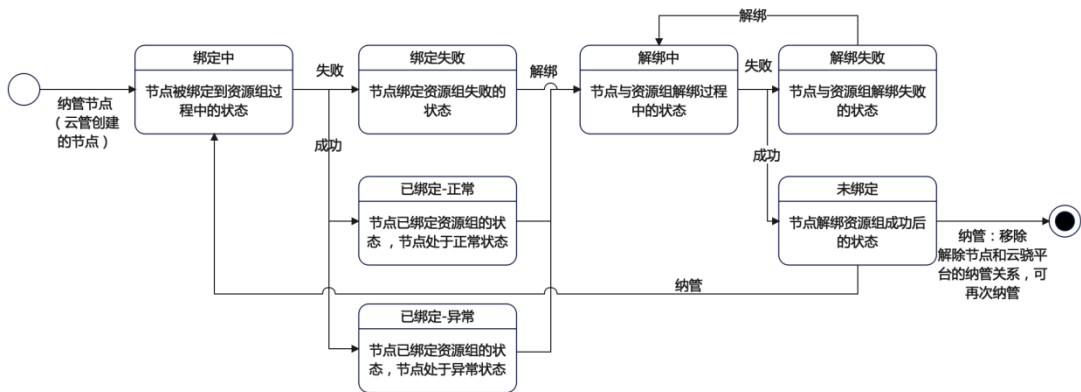 解绑
绑定中
节点被绑定到资源组过
程中的状态
失败
绑定失败
节点绑定资源组失败的
状态
解绑
解绑中
节点与资源组解绑过程
中的状态
失败
解绑失败
节点与资源组解绑失败
的状态
纳管节点
（云管创建
的节点）
成功
成功
已绑定-正常
节点已绑定资源组的状
态，节点处于正常状态
未绑定
节点解绑资源组成功后
的状态
纳管：移除
解除节点和云骁平
台的纳管关系，可
再次纳管
纳管
已绑定-异常
节点已绑定资源组的状
态，节点处于异常状态